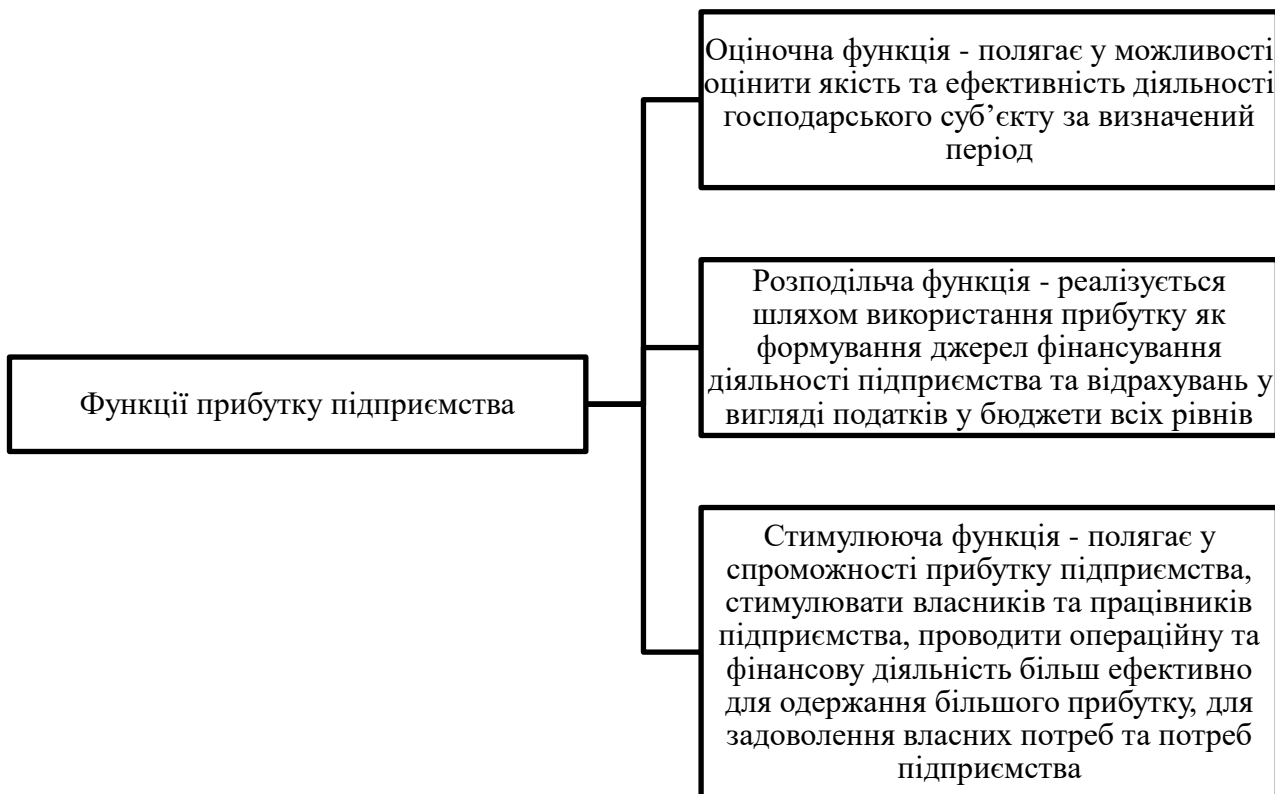 Функції прибутку підприємства
Оціночна функція - полягає у можливості
оцінити якість та ефективність діяльності
господарського суб’єкту за визначений
період
Розподільча функція - реалізується
шляхом використання прибутку як
формування джерел фінансування
діяльності підприємства та відрахувань у
вигляді податків у бюджети всіх рівнів
Стимулююча функція - полягає у
спроможності прибутку підприємства,
стимулювати власників та працівників
підприємства, проводити операційну та
фінансову діяльність більш ефективно
для одержання більшого прибутку, для
задоволення власних потреб та потреб
підприємства